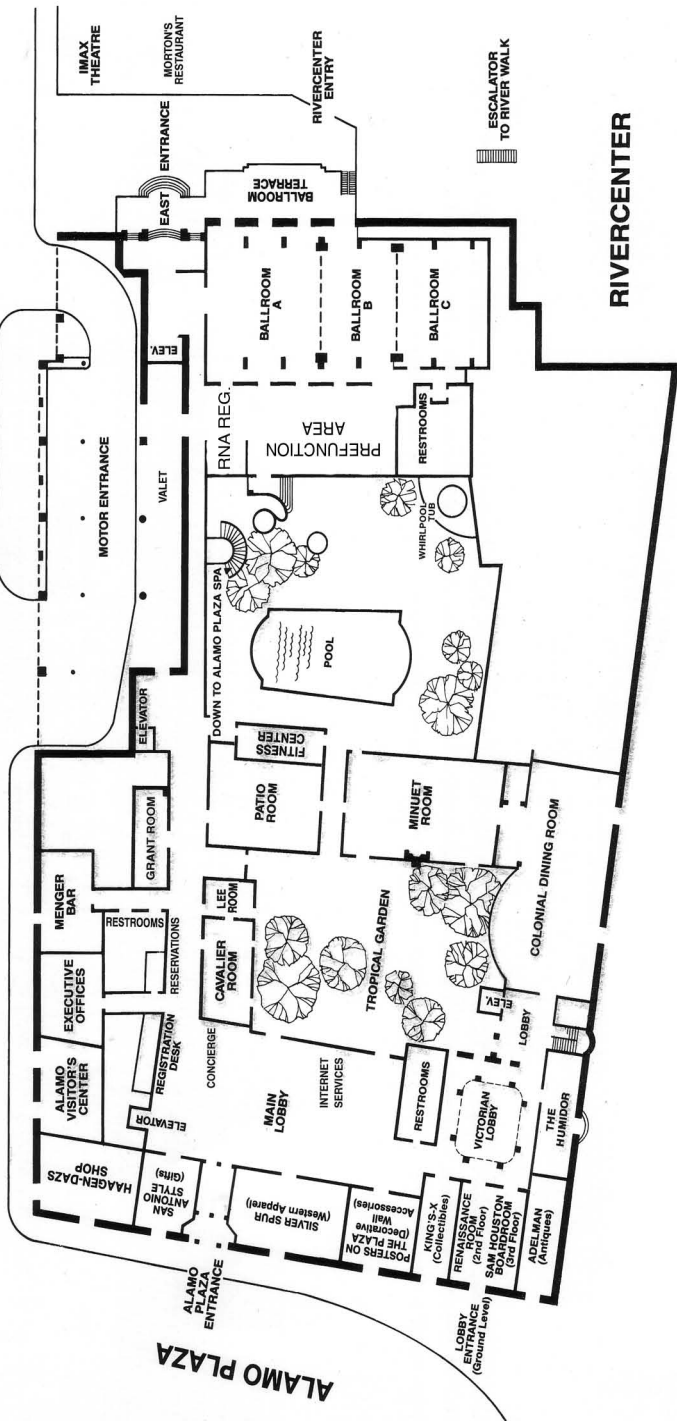 IMAX
THEATRE
MORTON'S
RESTAURANT
RIVERCENTER
ENTRY
ESCALATOR
TO RIVER WALK
RIVERCENTER
EAST
ENTRANCE
BALLROOM
TERRACE
BALLROOM
A
BALLROOM
B
BALLROOM
C
ELEV.
RNA REG.
PREFUNCTION
AREA
RESTROOMS
MOTOR ENTRANCE
VALET
WHIRLPOOL
TUB
DOWN TO ALAMO PLAZA SPA
POOL
ELEVATOR
FITNESS
CENTER
PATIO
ROOM
MINUET
ROOM
GRANT ROOM
MENGER
BAR
RESTROOMS
LEE
ROOM
COLONIAL DINING ROOM
EXECUTIVE
OFFICES
RESERVATIONS
CAVALIER
ROOM
TROPICAL GARDEN
ELEV.
LOBBY
ALAMO
VISITOR'S
CENTER
REGISTRATION
DESK
CONCIERGE
ELEVATOR
MAIN
LOBBY
INTERNET
SERVICES
RESTROOMS
VICTORIAN
LOBBY
THE
HUMIDOR
HAAGEN-DAZS
SHOP
SAN
ANTONIO
STYLE
(Gifts)
SILVER SPUR
(Western Apparel)
POSTERS ON
THE PLAZA
(Decorative
Wall
Accessories)
KING'S-X
(Collectibles)
RENAISSANCE
ROOM
(2nd Floor)
SAM HOUSTON
BOARDROOM
(3rd Floor)
ADELMAN
(Antiques)
ALAMO
PLAZA
ENTRANCE
LOBBY
ENTRANCE
(Ground Level)
ALAMO PLAZA